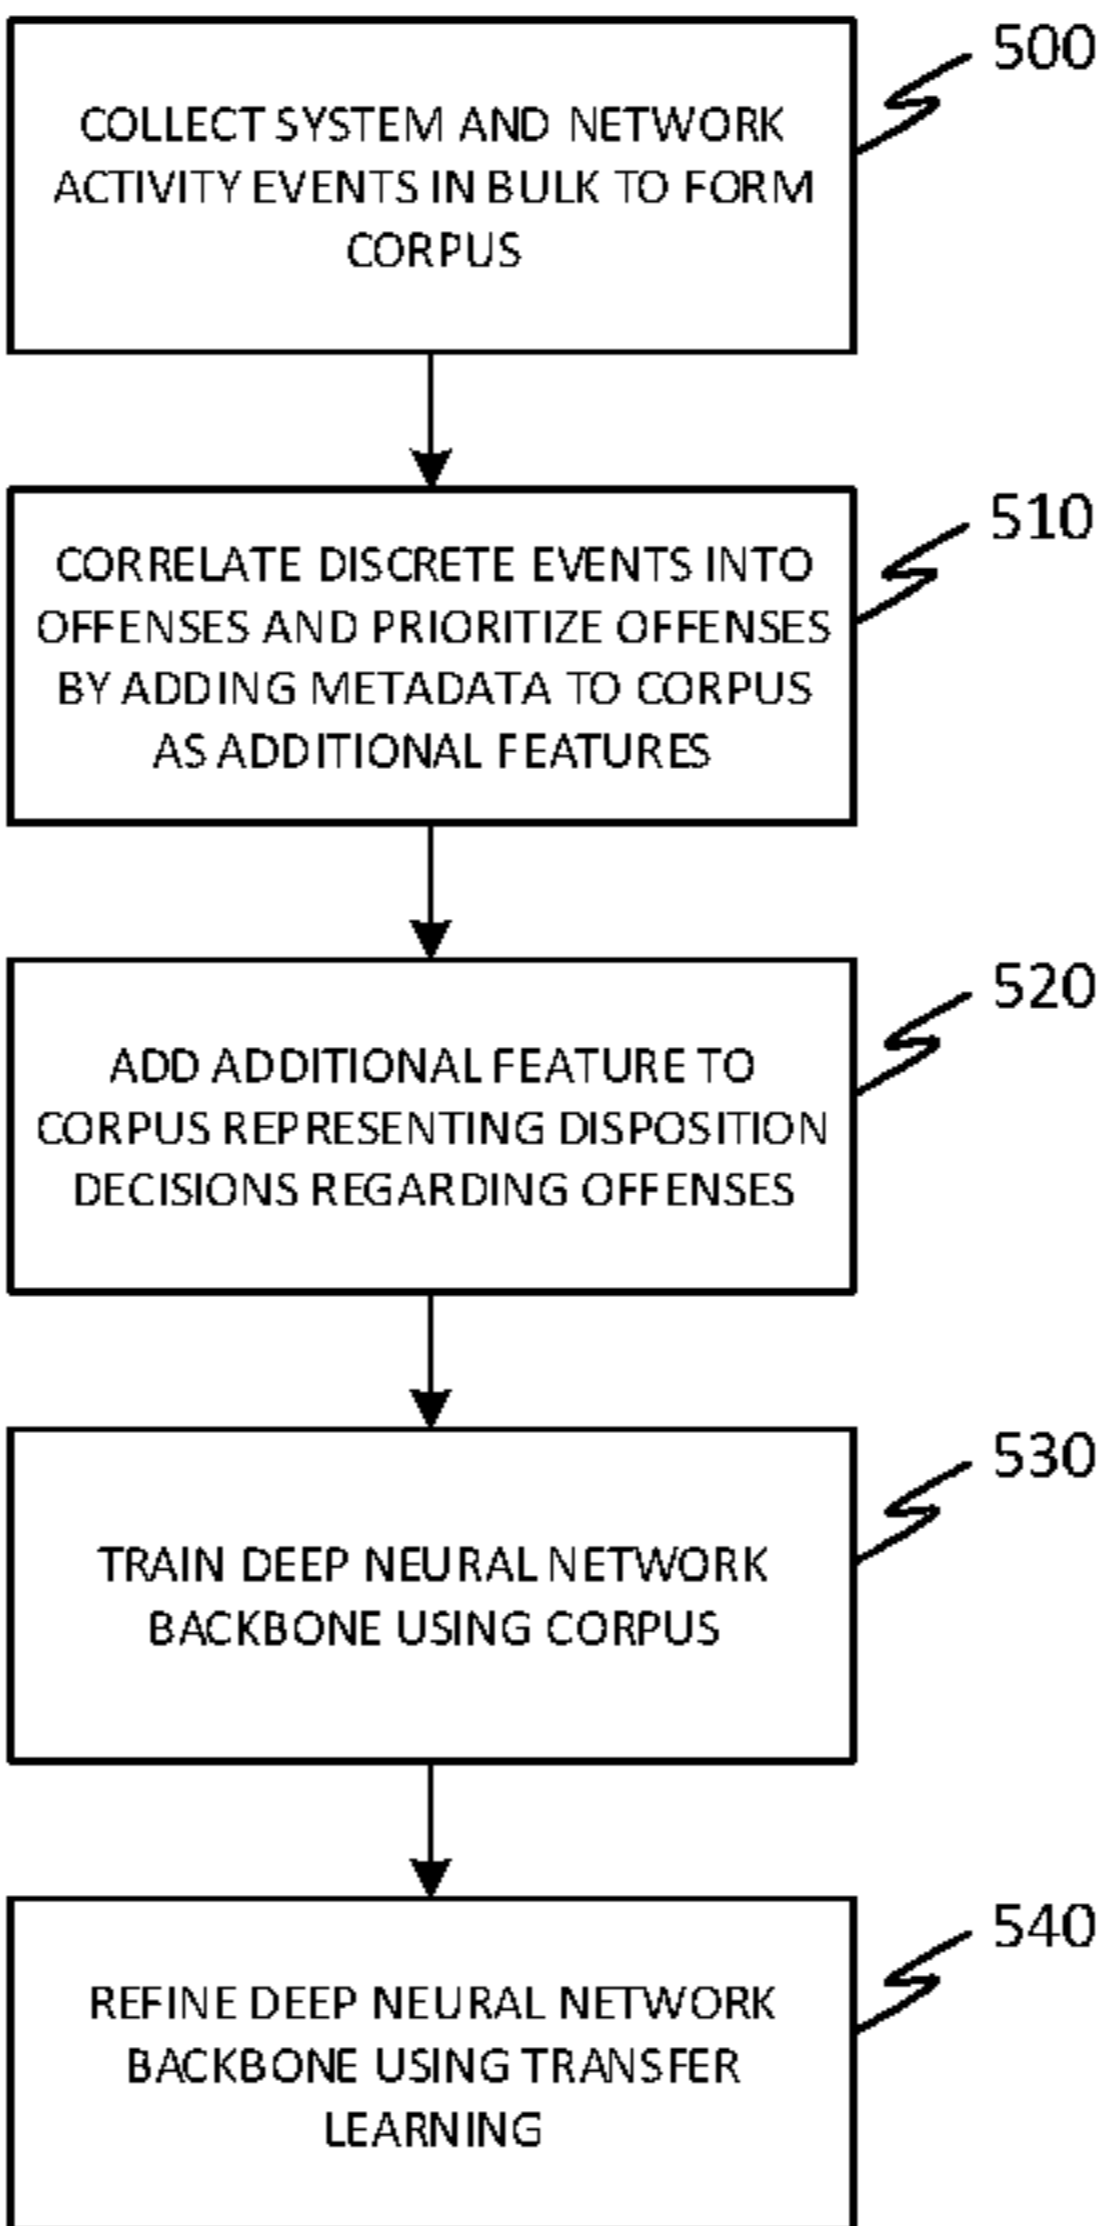 500
COLLECT SYSTEM AND NETWORK
ACTIVITY EVENTS IN BULK TO FORM
CORPUS
510
CORRELATE DISCRETE EVENTS INTO
OFFENSES AND PRIORITIZE OFFENSES
BY ADDING METADATA TO CORPUS
AS ADDITIONAL FEATURES
520
ADD ADDITIONAL FEATURE TO
CORPUS REPRESENTING DISPOSITION
DECISIONS REGARDING OFFENSES
530
TRAIN DEEP NEURAL NETWORK
BACKBONE USING CORPUS
540
REFINE DEEP NEURAL NETWORK
BACKBONE USING TRANSFER
LEARNING